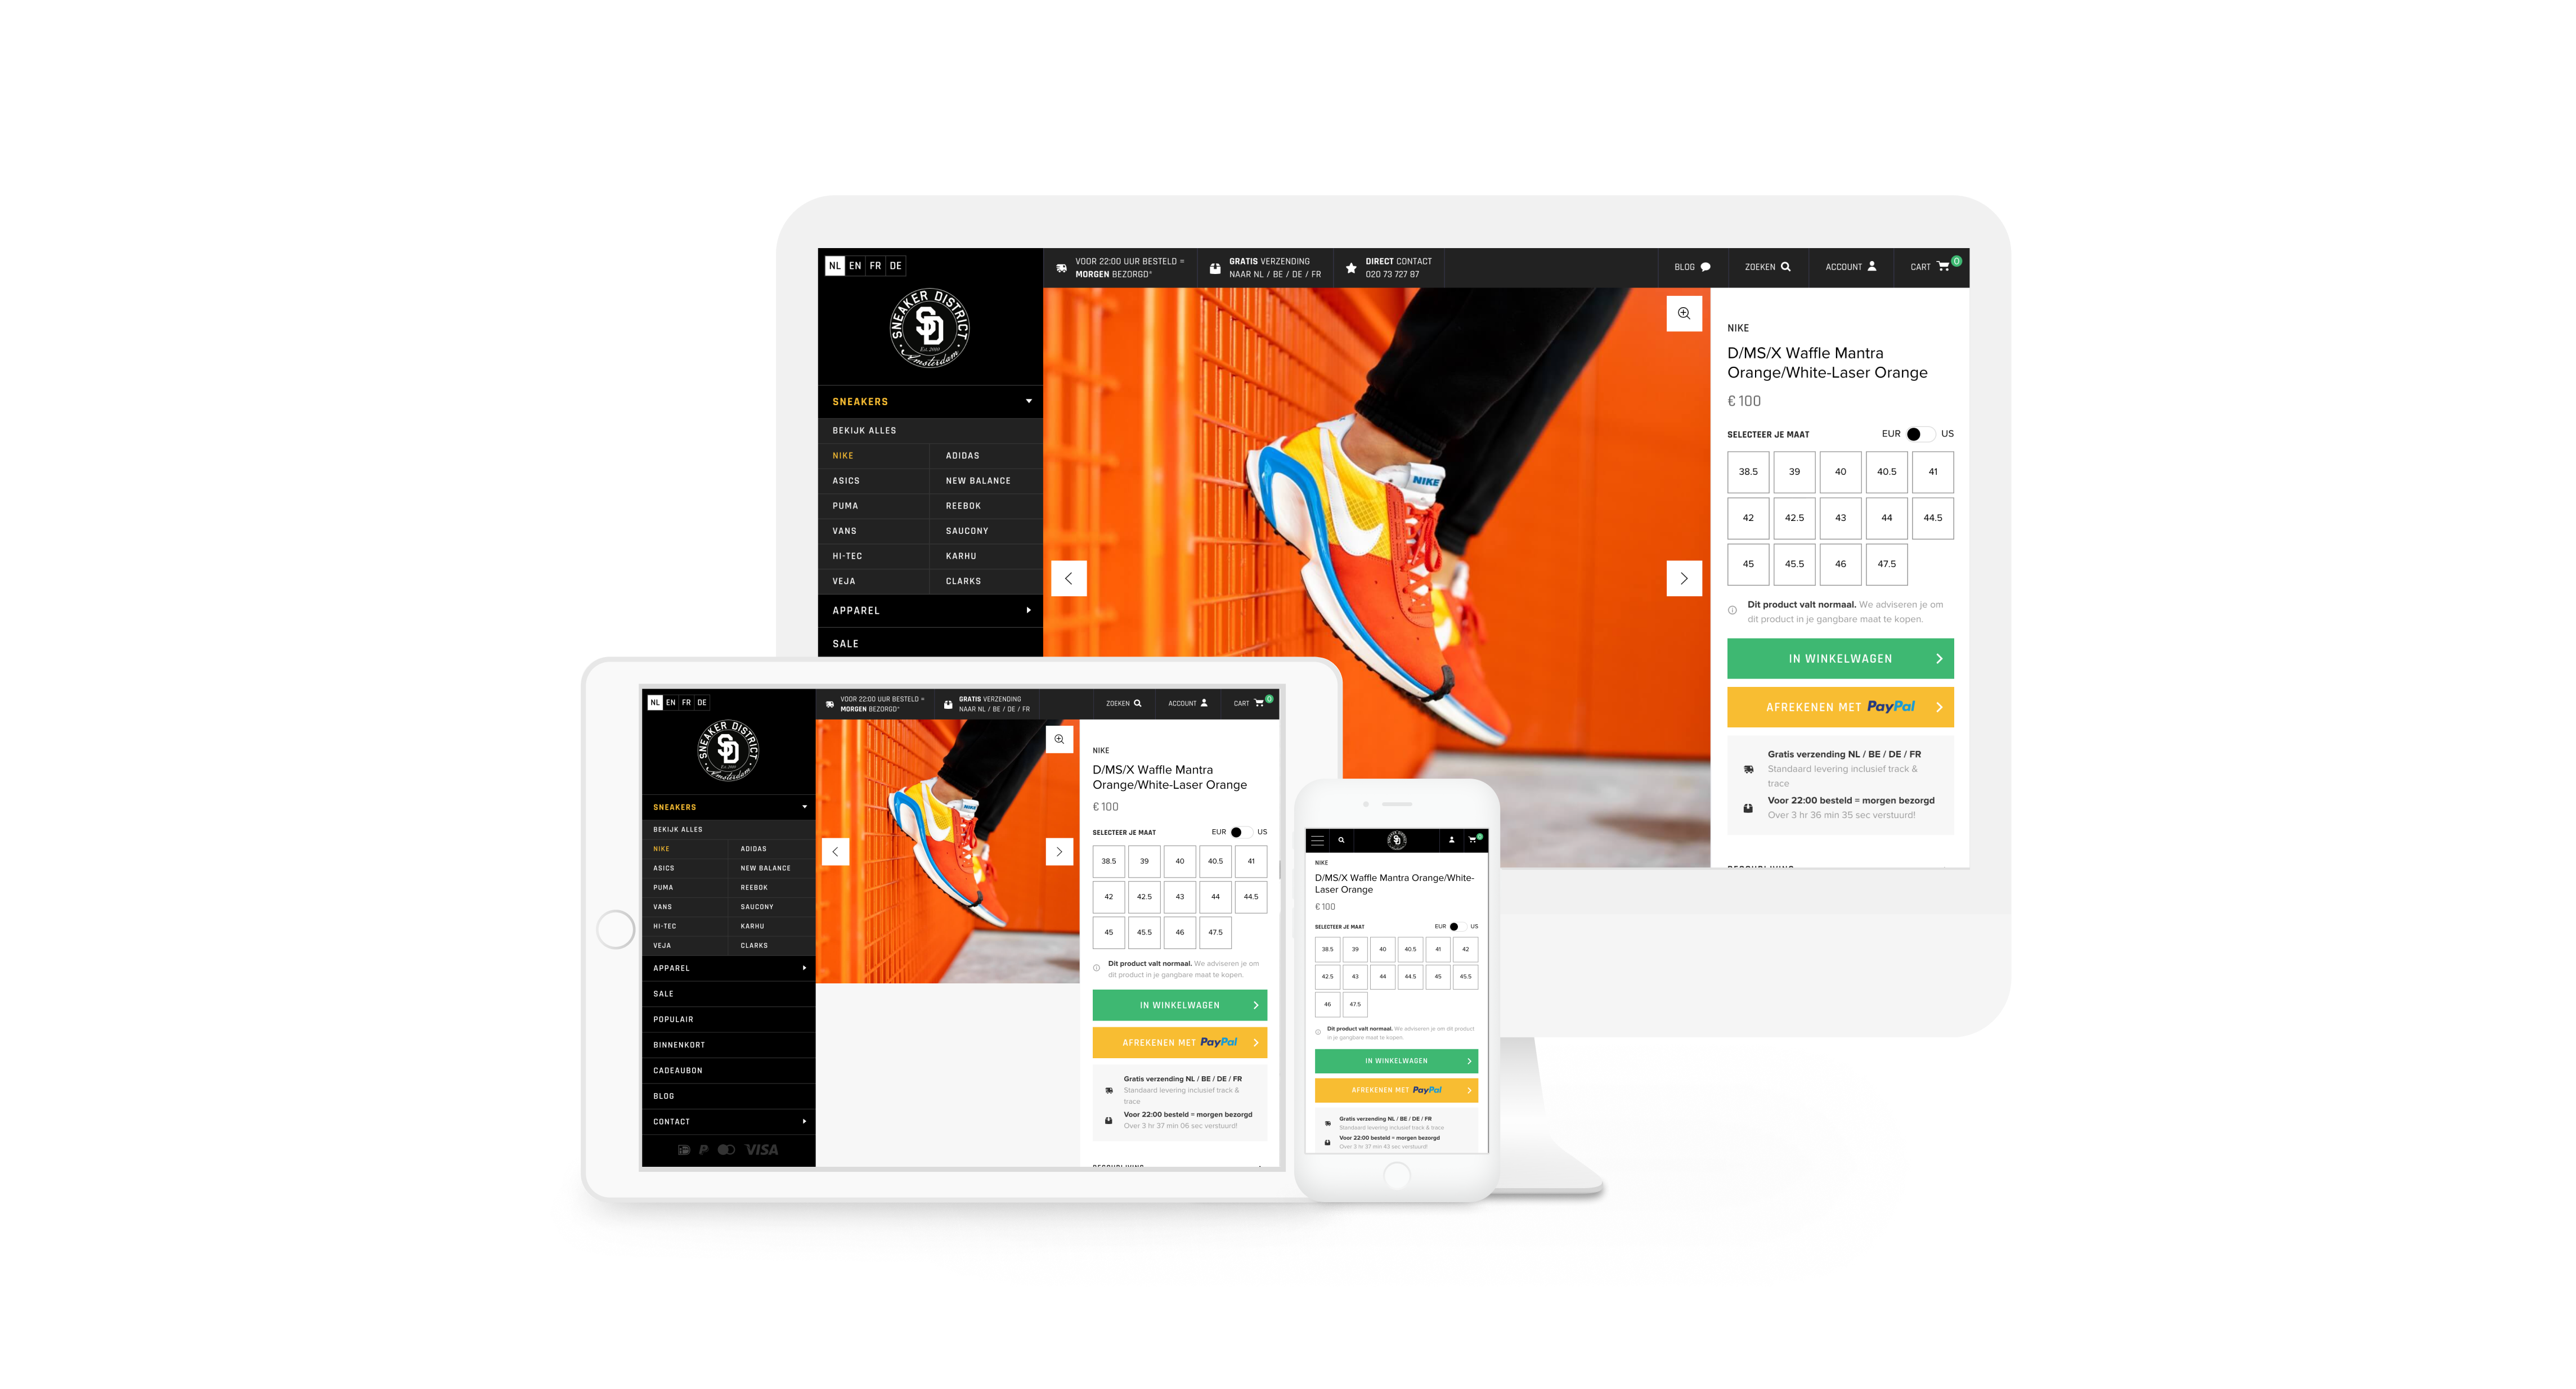 NL EN FR DE
SNEAKER DISTRICT
SD
Est. 2010
Amsterdam
SNEAKERS
BEKIJK ALLES
NIKE ADIDAS
ASICS NEW BALANCE
PUMA REEBOK
VANS SAUCONY
HI-TEC KARHU
VEJA CLARKS
APPAREL
SALE
VOOR 22:00 UUR BESTELD =
MORGEN BEZORGD*
GRATIS VERZENDING
NAAR NL / BE / DE / FR
DIRECT CONTACT
020 73 727 87
BLOG
ZOEKEN
ACCOUNT
CART 0
NIKE
NIKE
D/MS/X Waffle Mantra
Orange/White-Laser Orange
€ 100
SELECTEER JE MAAT EUR US
38.5 39 40 40.5 41
42 42.5 43 44 44.5
45 45.5 46 47.5
Dit product valt normaal. We adviseren je om
dit product in je gangbare maat te kopen.
IN WINKELWAGEN
AFREKENEN MET PayPal
Gratis verzending NL / BE / DE / FR
Standaard levering inclusief track &
trace
Voor 22:00 besteld = morgen bezorgd
Over 3 hr 36 min 35 sec verstuurd!
NL EN FR DE
SNEAKER DISTRICT
SD
Est. 2010
Amsterdam
SNEAKERS
BEKIJK ALLES
NIKE ADIDAS
ASICS NEW BALANCE
PUMA REEBOK
VANS SAUCONY
HI-TEC KARHU
VEJA CLARKS
APPAREL
SALE
POPULAIR
BINNENKORT
CADEAUBON
BLOG
CONTACT
VISA
VOOR 22:00 UUR BESTELD =
MORGEN BEZORGD*
GRATIS VERZENDING
NAAR NL / BE / DE / FR
ZOEKEN
ACCOUNT
CART 0
NIKE
NIKE
D/MS/X Waffle Mantra
Orange/White-Laser Orange
€ 100
SELECTEER JE MAAT EUR US
38.5 39 40 40.5 41
42 42.5 43 44 44.5
45 45.5 46 47.5
Dit product valt normaal. We adviseren je om
dit product in je gangbare maat te kopen.
IN WINKELWAGEN
AFREKENEN MET PayPal
Gratis verzending NL / BE / DE / FR
Standaard levering inclusief track &
trace
Voor 22:00 besteld = morgen bezorgd
Over 3 hr 37 min 06 sec verstuurd!
SD
0
NIKE
D/MS/X Waffle Mantra Orange/White-
Laser Orange
€ 100
SELECTEER JE MAAT EUR US
38.5 39 40 40.5 41 42
42.5 43 44 44.5 45 45.5
46 47.5
Dit product valt normaal. We adviseren je om dit product
in je gangbare maat te kopen.
IN WINKELWAGEN
AFREKENEN MET PayPal
Gratis verzending NL / BE / DE / FR
Standaard levering inclusief track & trace
Voor 22:00 besteld = morgen bezorgd
Over 3 hr 37 min 43 sec verstuurd!